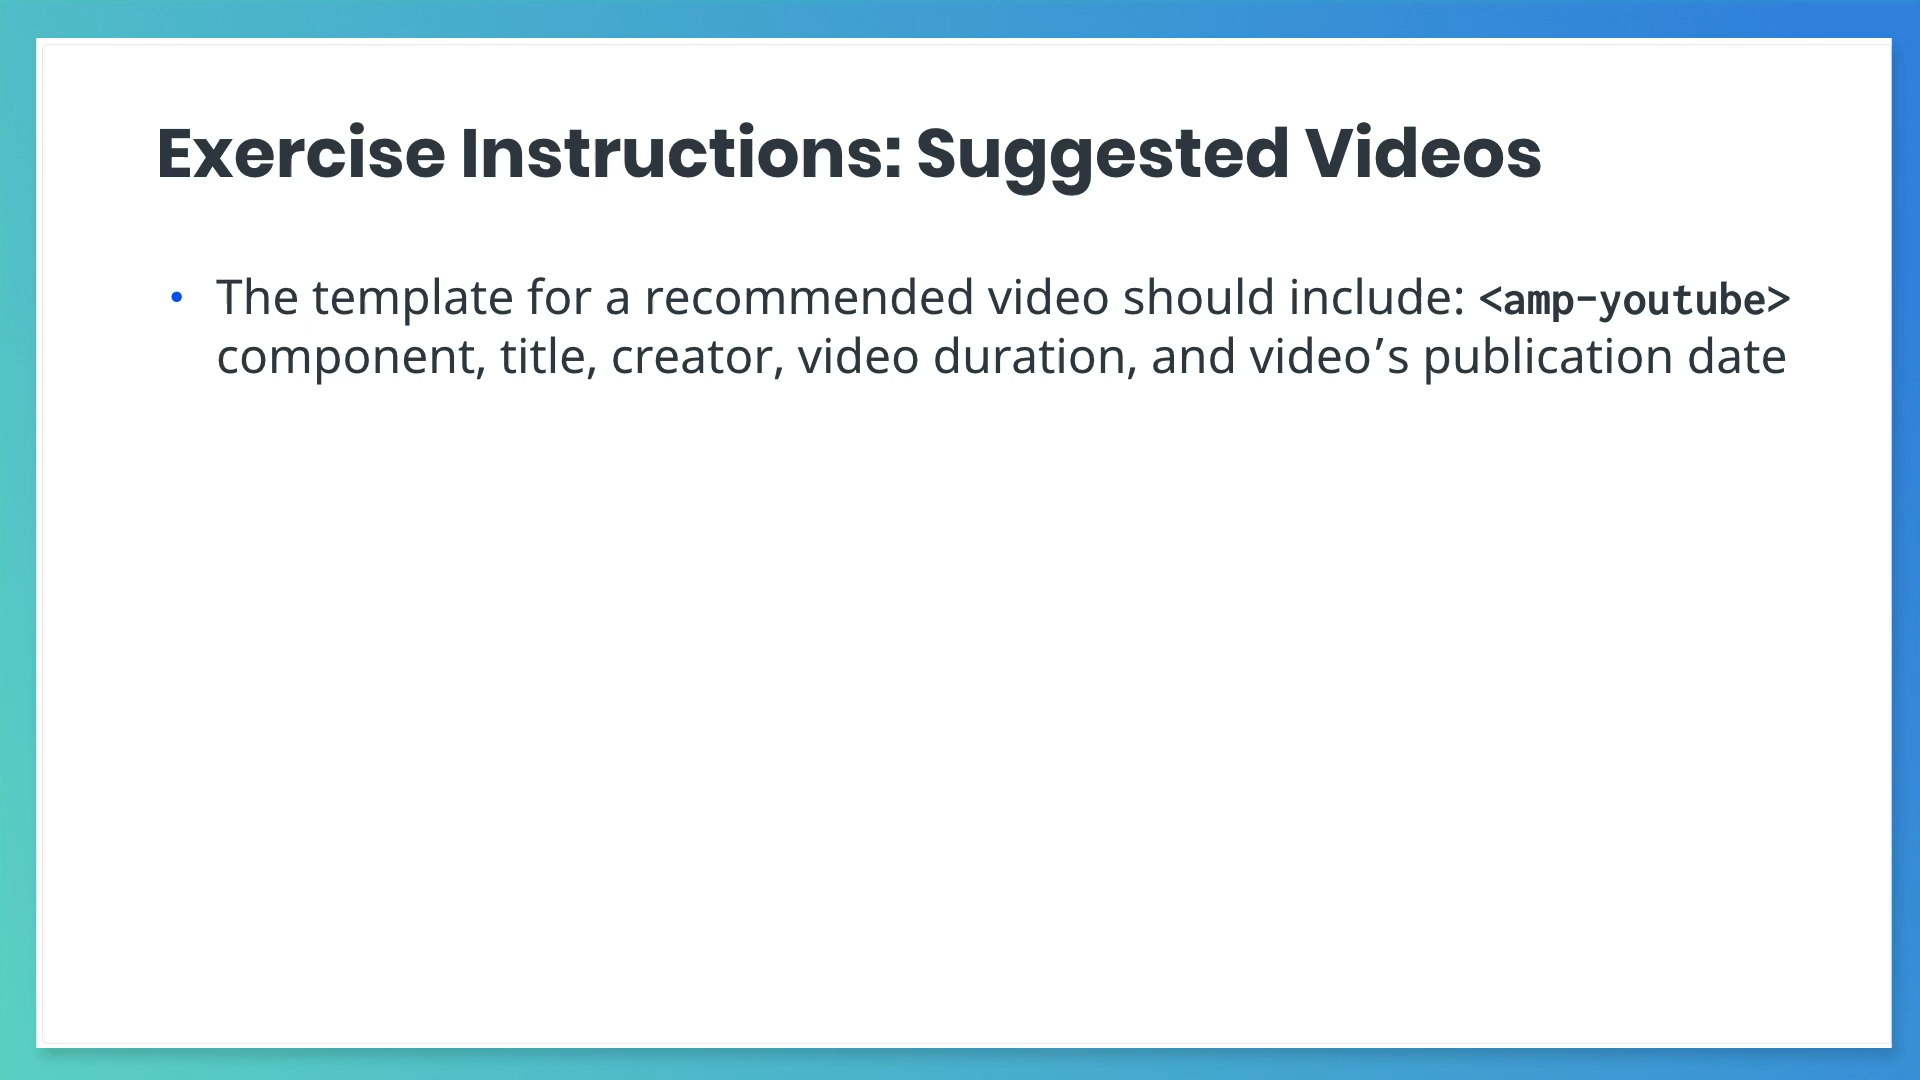 Exercise Instructions: Suggested Videos
• The template for a recommended video should include: <amp-youtube>
component, title, creator, video duration, and video’s publication date